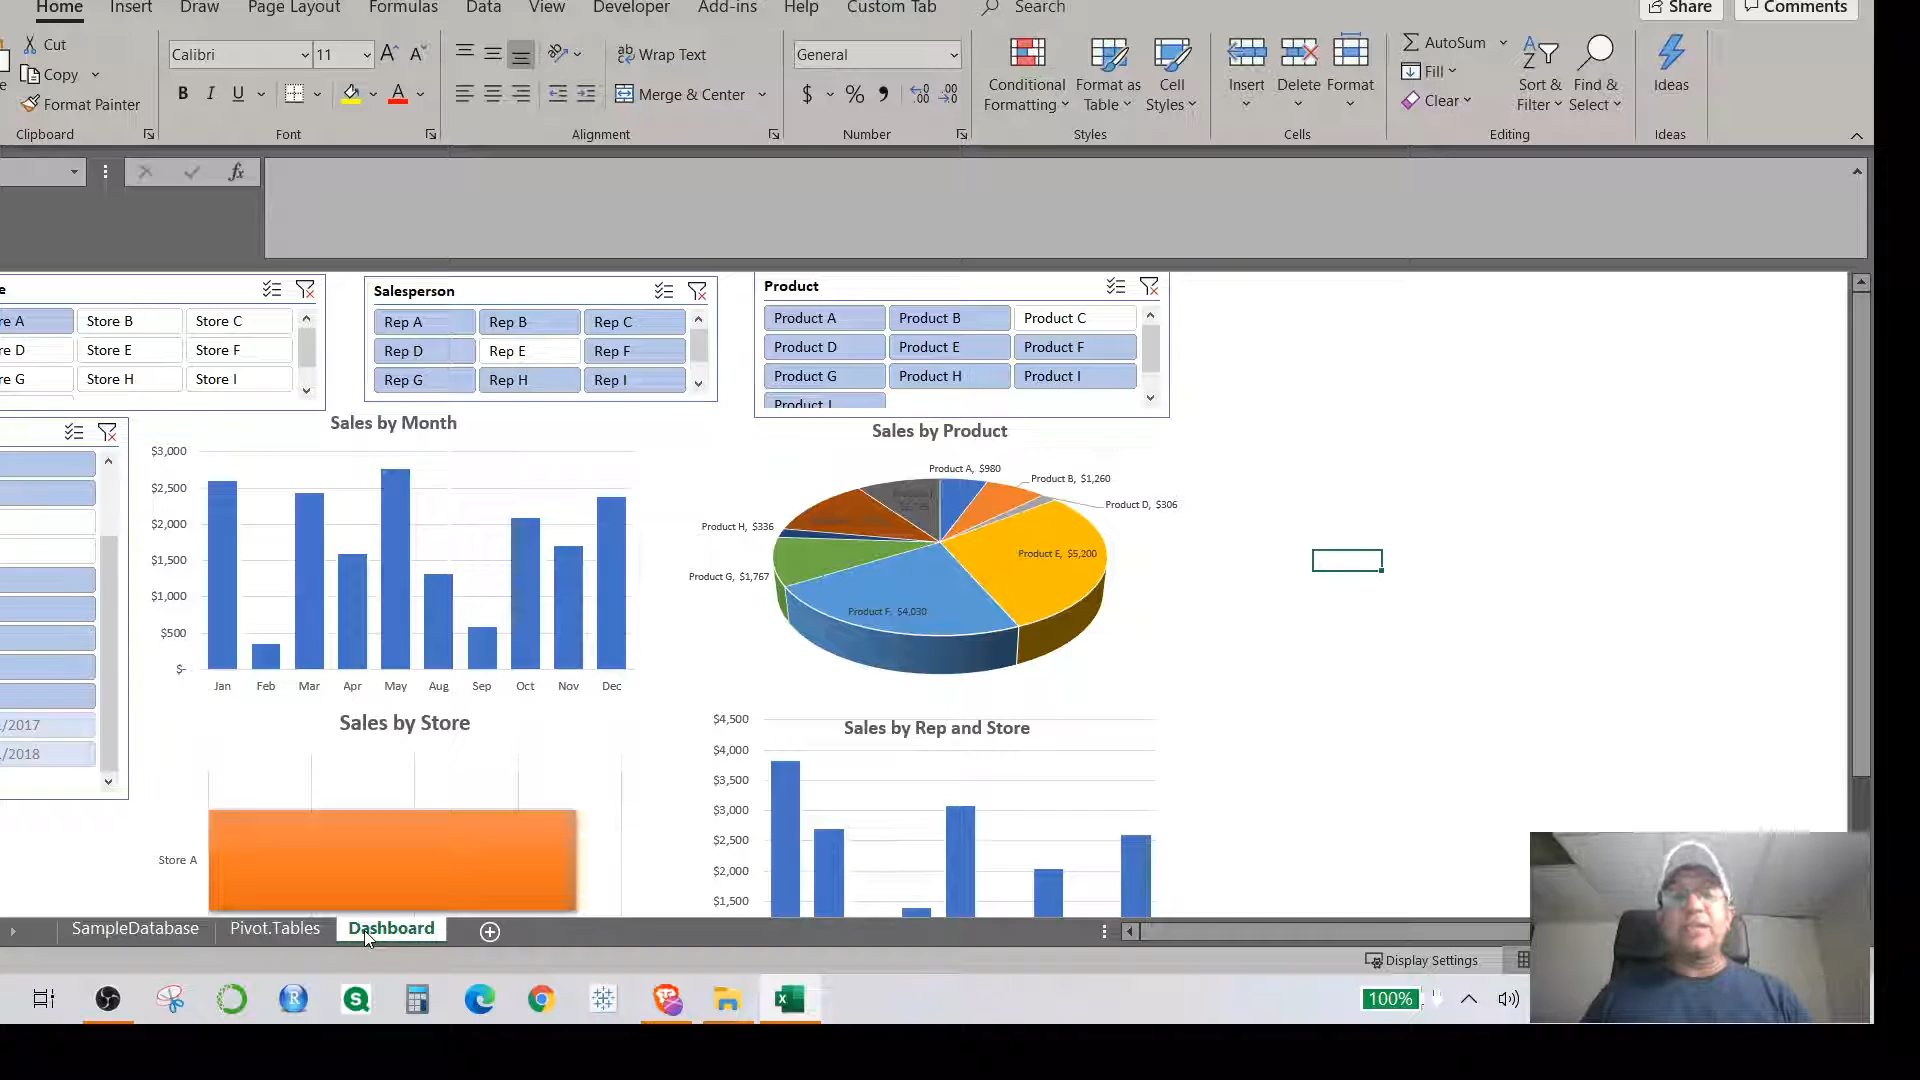 Home Insert Draw Page Layout Formulas Data View Developer Add-ins Help Custom Tab Search Share Comments
Cut
Copy
Format Painter
Clipboard
Calibri 11
B I U
Font
Wrap Text
Merge & Center
Alignment
General
$ % 9 .00
Number
Conditional Formatting
Format as Table
Cell Styles
Styles
Insert Delete Format
Cells
AutoSum
Fill
Clear
Sort & Filter
Find & Select
Editing
Ideas
Ideas
fx
e
re A Store B Store C
re D Store E Store F
re G Store H Store I
Salesperson
Rep A Rep B Rep C
Rep D Rep E Rep F
Rep G Rep H Rep I
Product
Product A Product B Product C
Product D Product E Product F
Product G Product H Product I
/2017
/2018
Sales by Month
$3,000
$2,500
$2,000
$1,500
$1,000
$500
$-
Jan Feb Mar Apr May Aug Sep Oct Nov Dec
Sales by Product
Product A, $980
Product B, $1,260
Product D, $306
Product E, $5,200
Product F, $4,030
Product G, $1,767
Product H, $336
Sales by Store
Store A
Sales by Rep and Store
$4,500
$4,000
$3,500
$3,000
$2,500
$2,000
$1,500
SampleDatabase Pivot.Tables Dashboard
Display Settings
100%